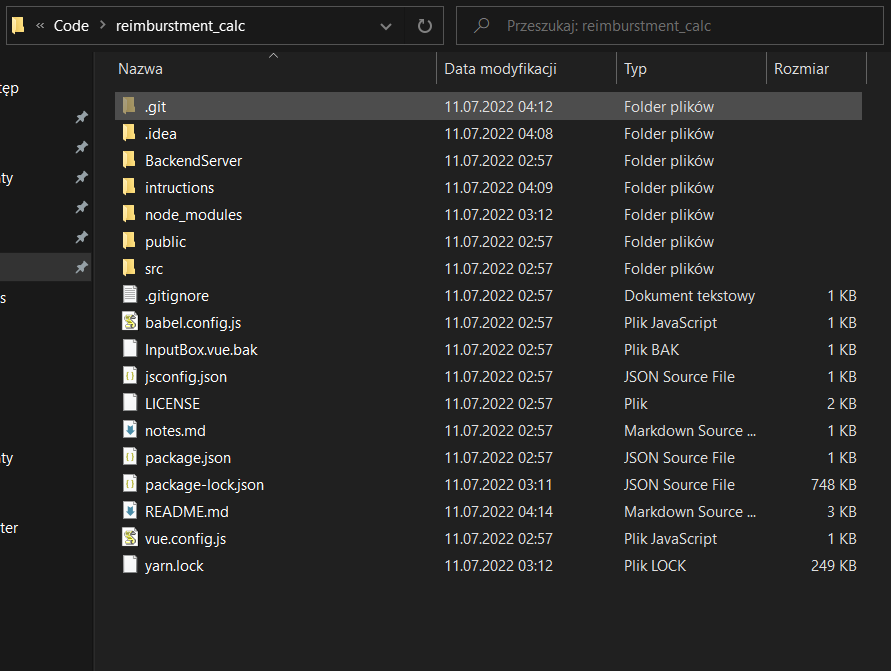 « Code > reimburstment_calc
Przeszukaj: reimburstment_calc
Nazwa Data modyfikacji Typ Rozmiar
tęp
.git 11.07.2022 04:12 Folder plików
.idea 11.07.2022 04:08 Folder plików
BackendServer 11.07.2022 02:57 Folder plików
ty
intructions 11.07.2022 04:09 Folder plików
node_modules 11.07.2022 03:12 Folder plików
public 11.07.2022 02:57 Folder plików
src 11.07.2022 02:57 Folder plików
s
.gitignore 11.07.2022 02:57 Dokument tekstowy 1 KB
babel.config.js 11.07.2022 02:57 Plik JavaScript 1 KB
InputBox.vue.bak 11.07.2022 02:57 Plik BAK 1 KB
jsconfig.json 11.07.2022 02:57 JSON Source File 1 KB
LICENSE 11.07.2022 02:57 Plik 2 KB
notes.md 11.07.2022 02:57 Markdown Source ... 1 KB
ty
package.json 11.07.2022 02:57 JSON Source File 1 KB
package-lock.json 11.07.2022 03:11 JSON Source File 748 KB
README.md 11.07.2022 04:14 Markdown Source ... 3 KB
ter
vue.config.js 11.07.2022 02:57 Plik JavaScript 1 KB
yarn.lock 11.07.2022 03:12 Plik LOCK 249 KB